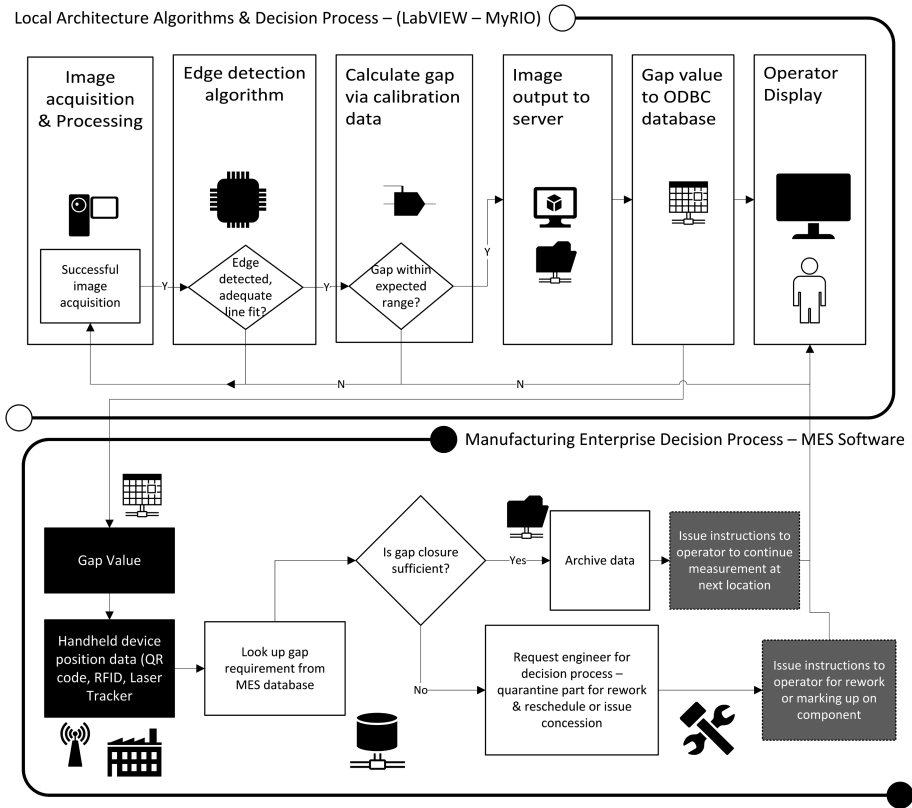 Local Architecture Algorithms & Decision Process – (LabVIEW – MyRIO)
Image
acquisition
& Processing
Edge detection
algorithm
Calculate gap
via calibration
data
Image
output to
server
Gap value
to ODBC
database
Operator
Display
Successful
image
acquisition
Y
Edge
detected,
adequate
line fit?
Y
Gap within
expected
range?
Y
N
N
Manufacturing Enterprise Decision Process – MES Software
Gap Value
Is gap closure
sufficient?
Yes
Archive data
Issue instructions to
operator to continue
measurement at
next location
Handheld device
position data (QR
code, RFID, Laser
Tracker
Look up gap
requirement from
MES database
No
Request engineer for
decision process –
quarantine part for rework
& reschedule or issue
concession
Issue instructions to
operator for rework
or marking up on
component